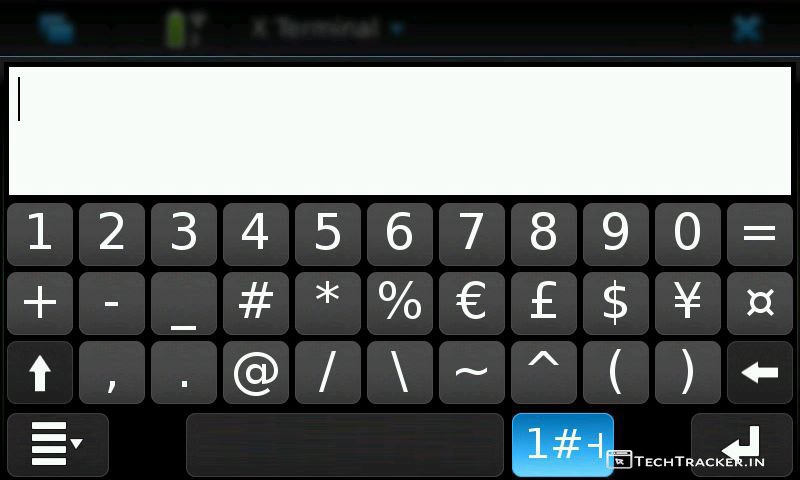 X Terminal
1 2 3 4 5 6 7 8 9 0 =
+ - _ # * % € £ $ ¥ ¤
, . @ / \ ~ ^ ( )
1#+
TECHTRACKER.IN